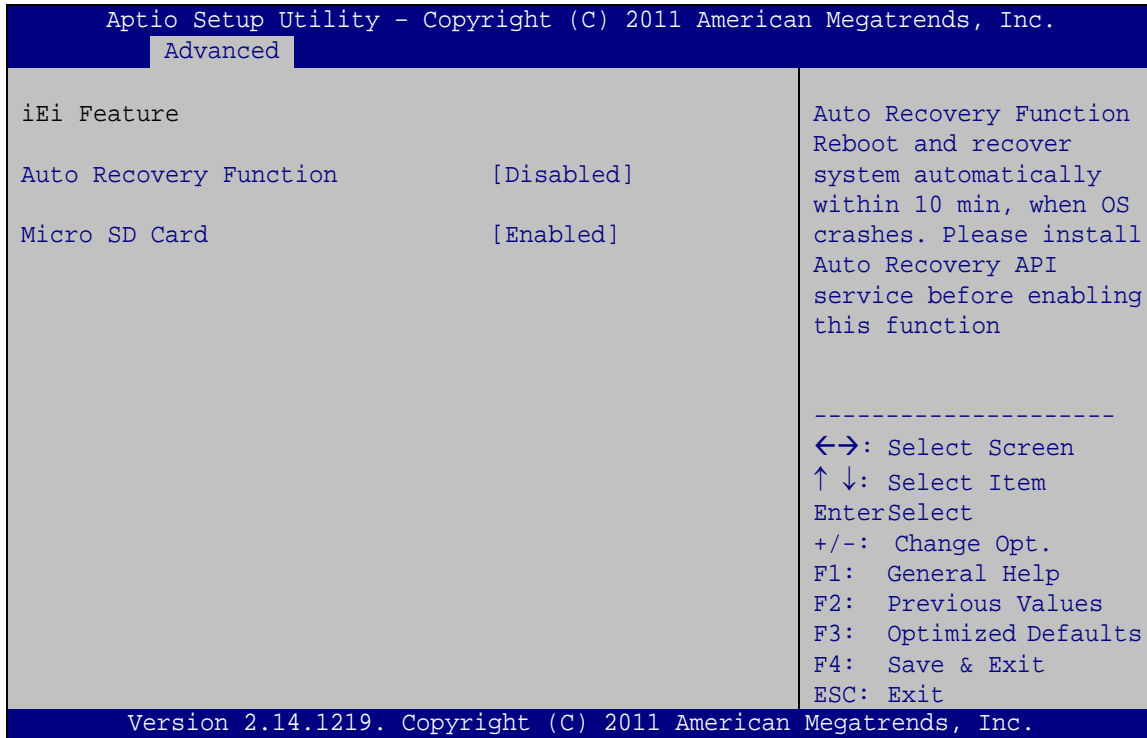 Aptio Setup Utility – Copyright (C) 2011 American Megatrends, Inc.
Advanced
iEi Feature
Auto Recovery Function [Disabled]
Micro SD Card [Enabled]
Auto Recovery Function
Reboot and recover
system automatically
within 10 min, when OS
crashes. Please install
Auto Recovery API
service before enabling
this function
---------------------
←→: Select Screen
↑ ↓: Select Item
EnterSelect
+/-: Change Opt.
F1: General Help
F2: Previous Values
F3: Optimized Defaults
F4: Save & Exit
ESC: Exit
Version 2.14.1219. Copyright (C) 2011 American Megatrends, Inc.